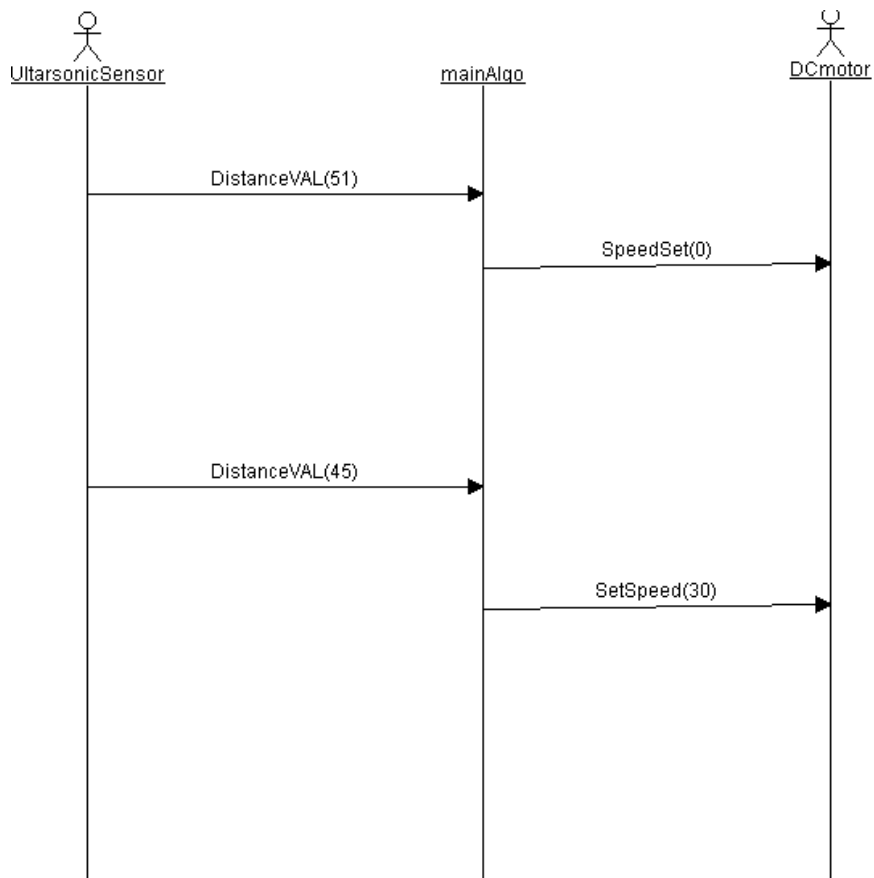 UltarsonicSensor
mainAlgo
DCmotor
DistanceVAL(51)
SpeedSet(0)
DistanceVAL(45)
SetSpeed(30)